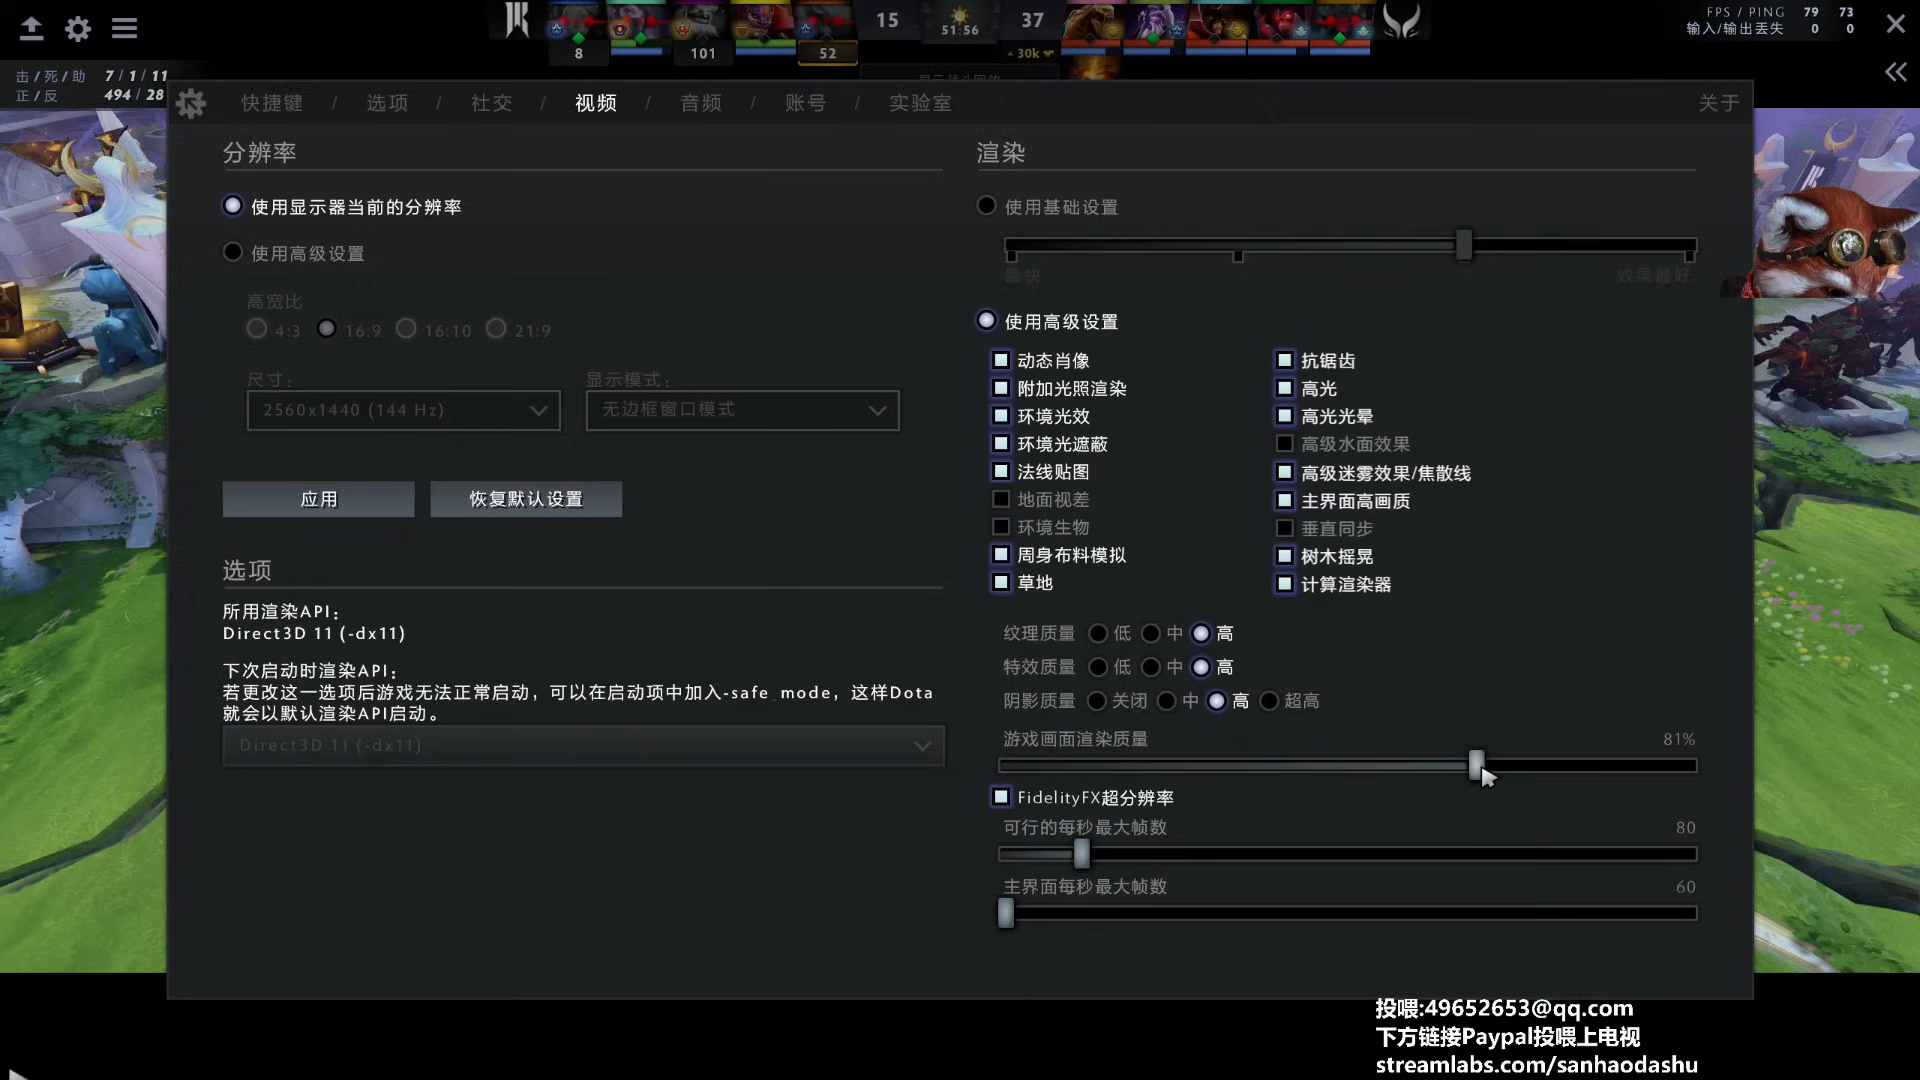 15
51:56
37
FPS / PING 79 73
输入/输出丢失 0 0
8
101
52
30k
击/死/助 7/1/11
正/反 494/28
快捷键 / 选项 / 社交 / 视频 / 音频 / 账号 / 实验室
关于
分辨率
使用显示器当前的分辨率
使用高级设置
高宽比
4:3 16:9 16:10 21:9
尺寸: 显示模式:
2560x1440 (144 Hz) 无边框窗口模式
应用 恢复默认设置
选项
所用渲染API:
Direct3D 11 (-dx11)
下次启动时渲染API:
若更改这一选项后游戏无法正常启动，可以在启动项中加入-safe_mode，这样Dota
就会以默认渲染API启动。
Direct3D 11 (-dx11)
渲染
使用基础设置
最快 效果最好
使用高级设置
动态肖像 抗锯齿
附加光照渲染 高光
环境光效 高光光晕
环境光遮蔽 高级水面效果
法线贴图 高级迷雾效果/焦散线
地面视差 主界面高画质
环境生物 垂直同步
周身布料模拟 树木摇晃
草地 计算渲染器
纹理质量 低 中 高
特效质量 低 中 高
阴影质量 关闭 中 高 超高
游戏画面渲染质量 81%
FidelityFX超分辨率
可行的每秒最大帧数 80
主界面每秒最大帧数 60
投喂:49652653@qq.com
下方链接Paypal投喂上电视
streamlabs.com/sanhaodashu